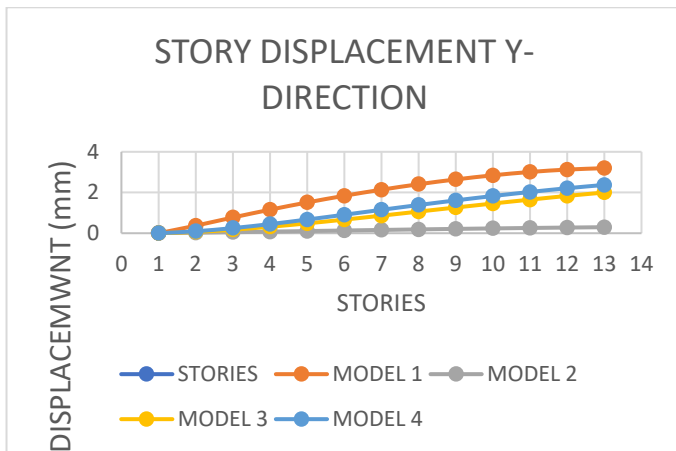 STORY DISPLACEMENT Y-
DIRECTION
DISPLACEMWNT (mm)
4
2
0
0 1 2 3 4 5 6 7 8 9 10 11 12 13 14
STORIES
STORIES MODEL 1 MODEL 2
MODEL 3 MODEL 4